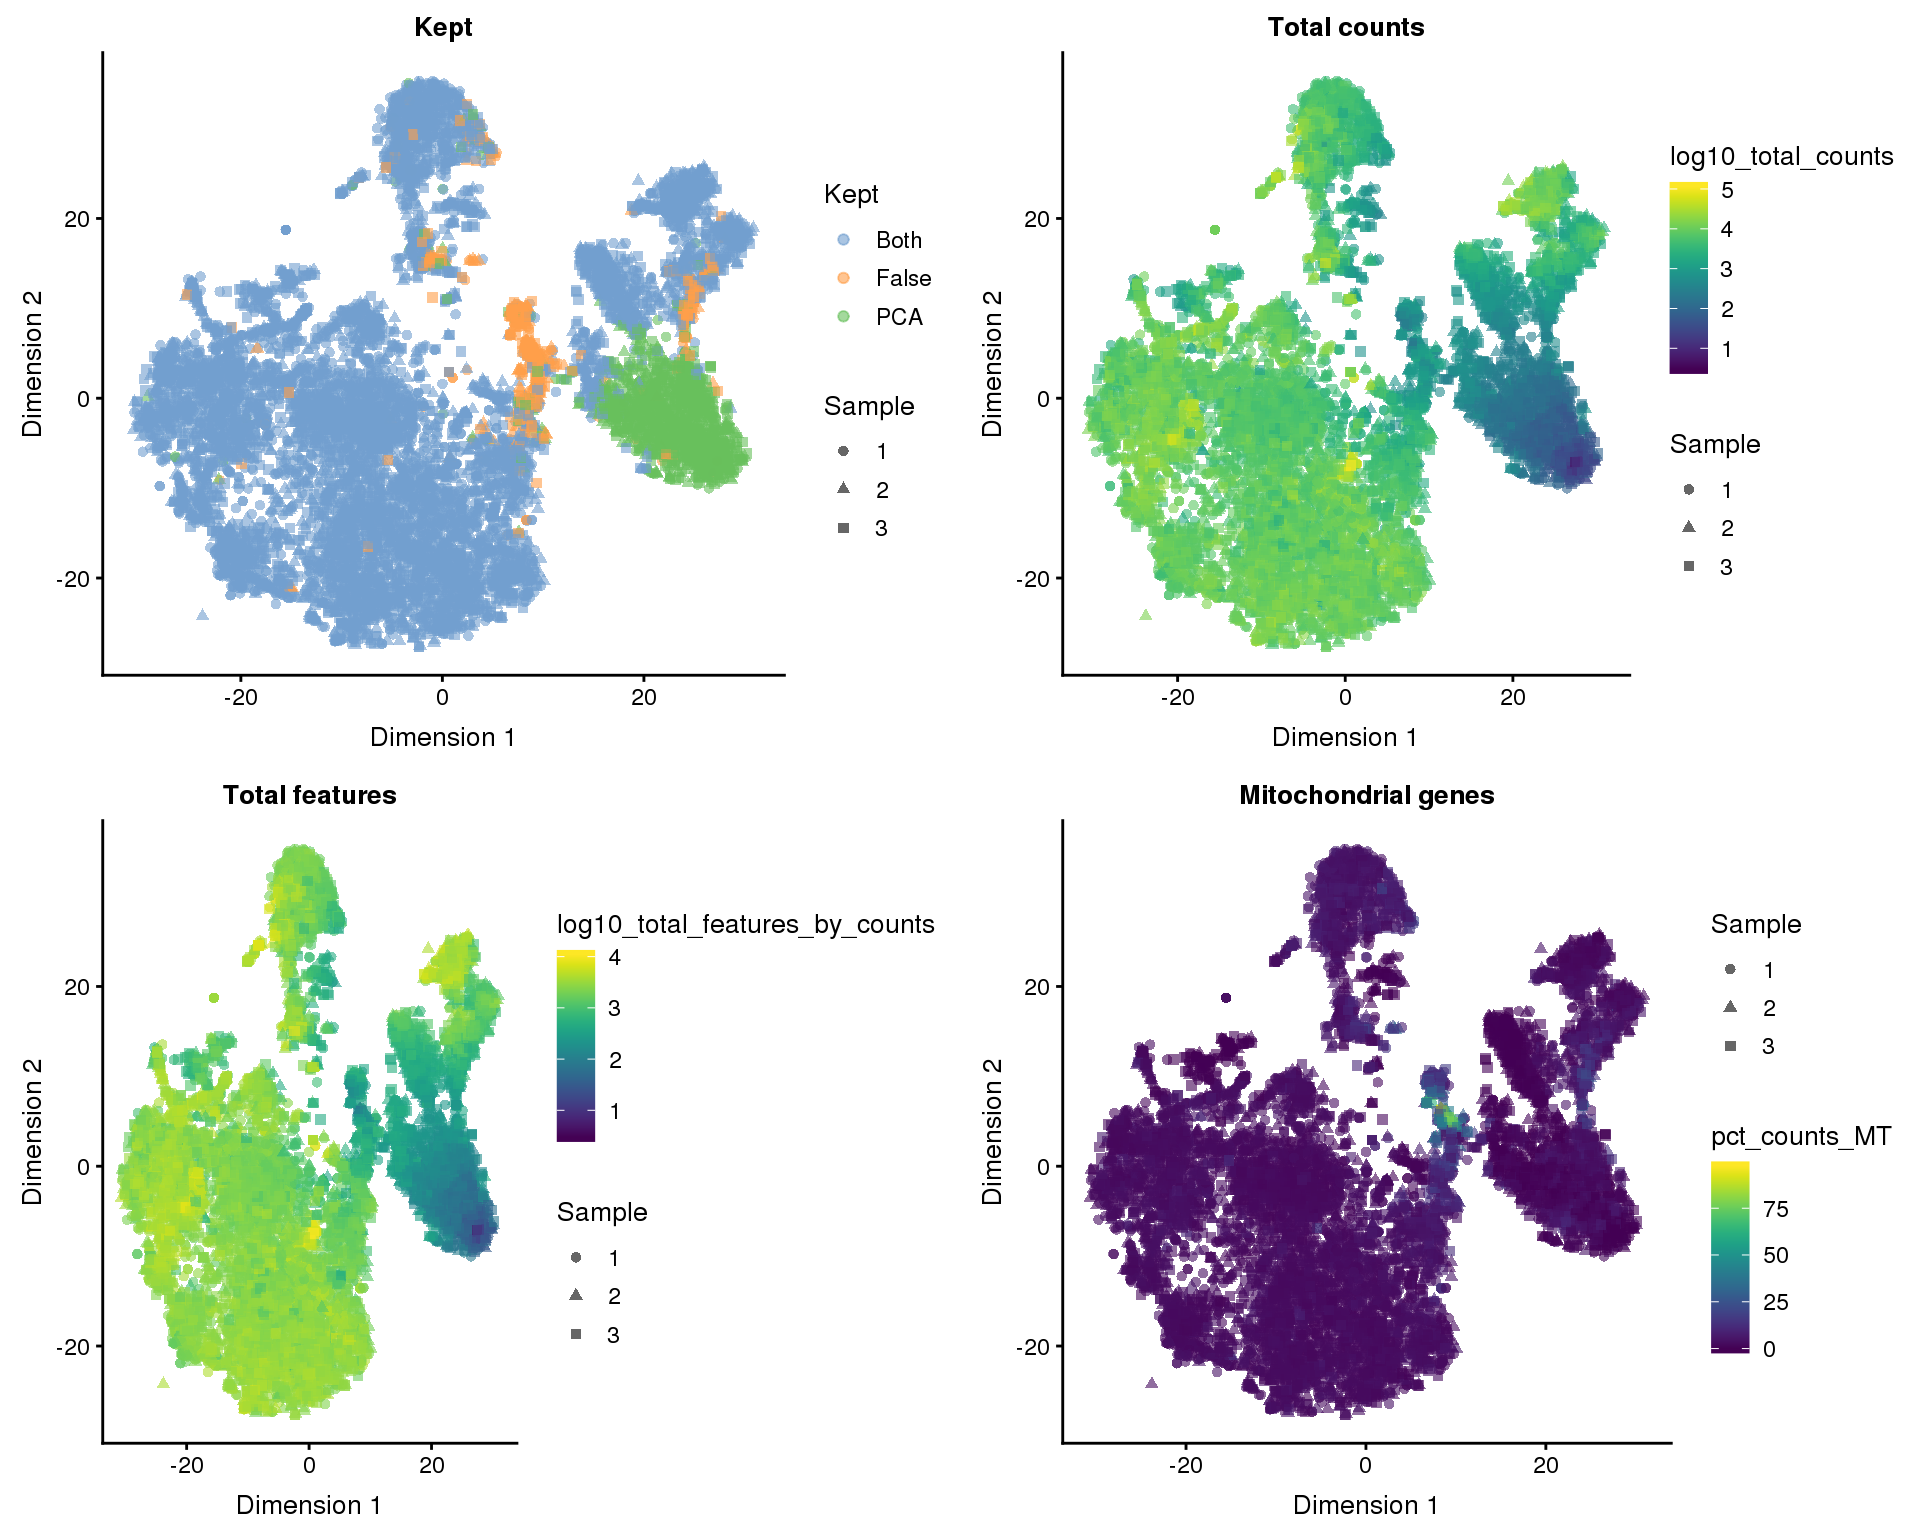 Kept
Dimension 2
20
0
-20
-20
0
20
Dimension 1
Kept
Both
False
PCA
Sample
1
2
3
Total counts
Dimension 2
20
0
-20
-20
0
20
Dimension 1
log10_total_counts
5
4
3
2
1
Sample
1
2
3
Total features
Dimension 2
20
0
-20
-20
0
20
Dimension 1
log10_total_features_by_counts
4
3
2
1
Sample
1
2
3
Mitochondrial genes
Dimension 2
20
0
-20
-20
0
20
Dimension 1
Sample
1
2
3
pct_counts_MT
75
50
25
0